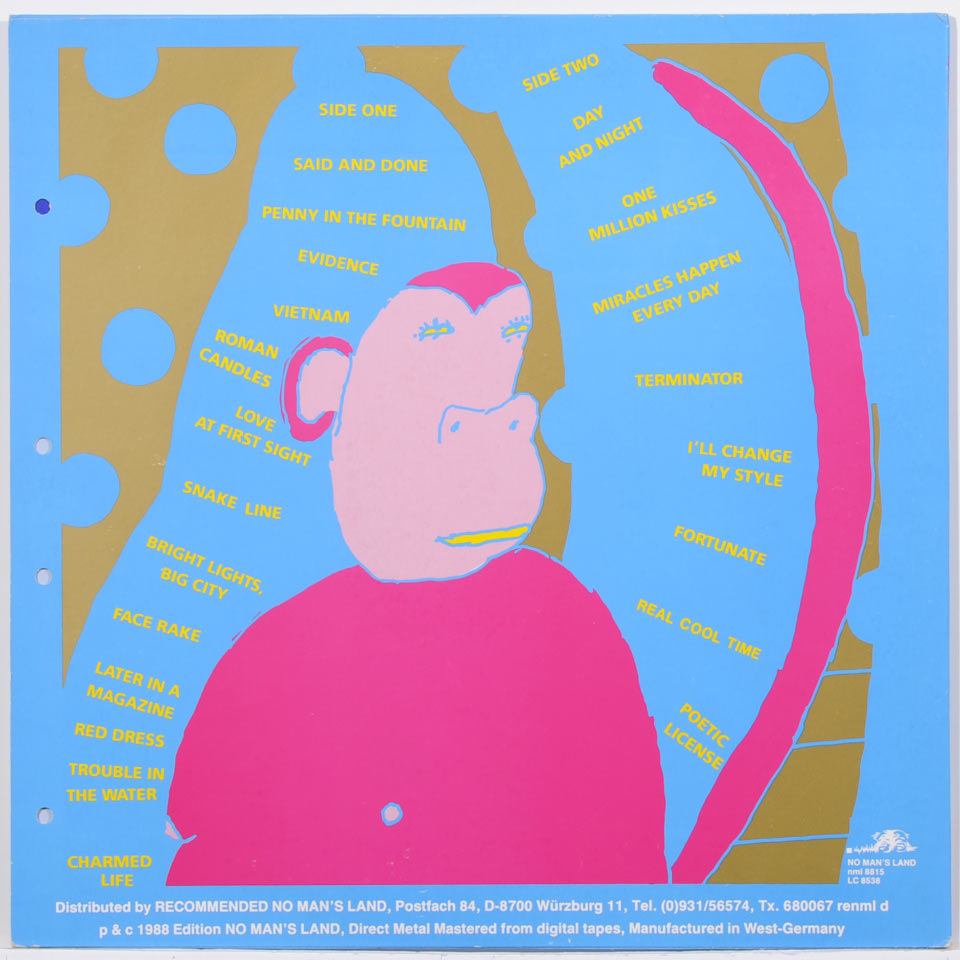 SIDE ONE
SAID AND DONE
PENNY IN THE FOUNTAIN
EVIDENCE
VIETNAM
ROMAN
CANDLES
LOVE
AT FIRST SIGHT
SNAKE LINE
BRIGHT LIGHTS,
BIG CITY
FACE RAKE
LATER IN A
MAGAZINE
RED DRESS
TROUBLE IN
THE WATER
CHARMED
LIFE
SIDE TWO
DAY
AND NIGHT
ONE
MILLION KISSES
MIRACLES HAPPEN
EVERY DAY
TERMINATOR
I'LL CHANGE
MY STYLE
FORTUNATE
REAL COOL TIME
POETIC
LICENSE
NO MAN'S LAND
nml 8815
LC 8538
Distributed by RECOMMENDED NO MAN'S LAND, Postfach 84, D-8700 Würzburg 11, Tel. (0)931/56574, Tx. 680067 renml d
p & c 1988 Edition NO MAN'S LAND, Direct Metal Mastered from digital tapes, Manufactured in West-Germany